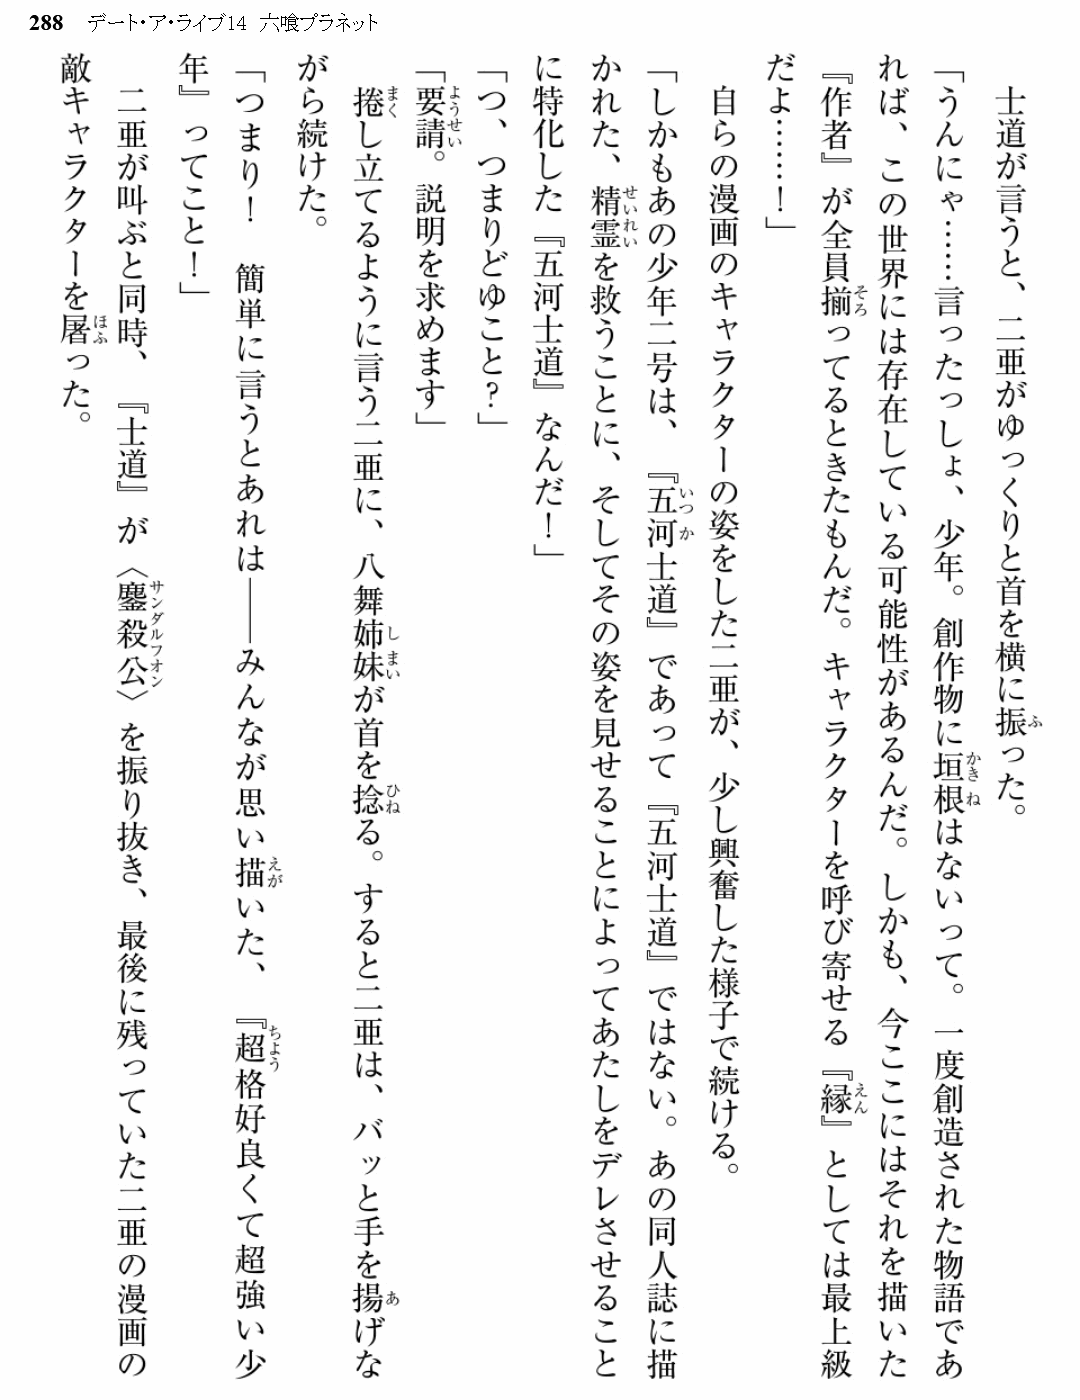 288 デート・ア・ライブ14 六喰プラネット
　士道が言うと、二亜がゆっくりと首を横に振った。
「うんにゃ……言ったっしょ、少年。創作物に垣根はないって。一度創造された物語であ
れば、この世界には存在している可能性があるんだ。しかも、今ここにはそれを描いた
『作者』が全員揃ってるときたもんだ。キャラクターを呼び寄せる『縁』としては最上級
だよ……！」
　自らの漫画のキャラクターの姿をした二亜が、少し興奮した様子で続ける。
「しかもあの少年二号は、『五河士道』であって『五河士道』ではない。あの同人誌に描
かれた、精霊を救うことに、そしてその姿を見せることによってあたしをデレさせること
に特化した『五河士道』なんだ！」
「つ、つまりどゆこと？」
「要請。説明を求めます」
　捲し立てるように言う二亜に、八舞姉妹が首を捻る。すると二亜は、バッと手を揚げな
がら続けた。
「つまり！　簡単に言うとあれは――みんなが思い描いた、『超格好良くて超強い少
年』ってこと！」
　二亜が叫ぶと同時、『士道』が〈鏖殺公〉を振り抜き、最後に残っていた二亜の漫画の
敵キャラクターを屠った。